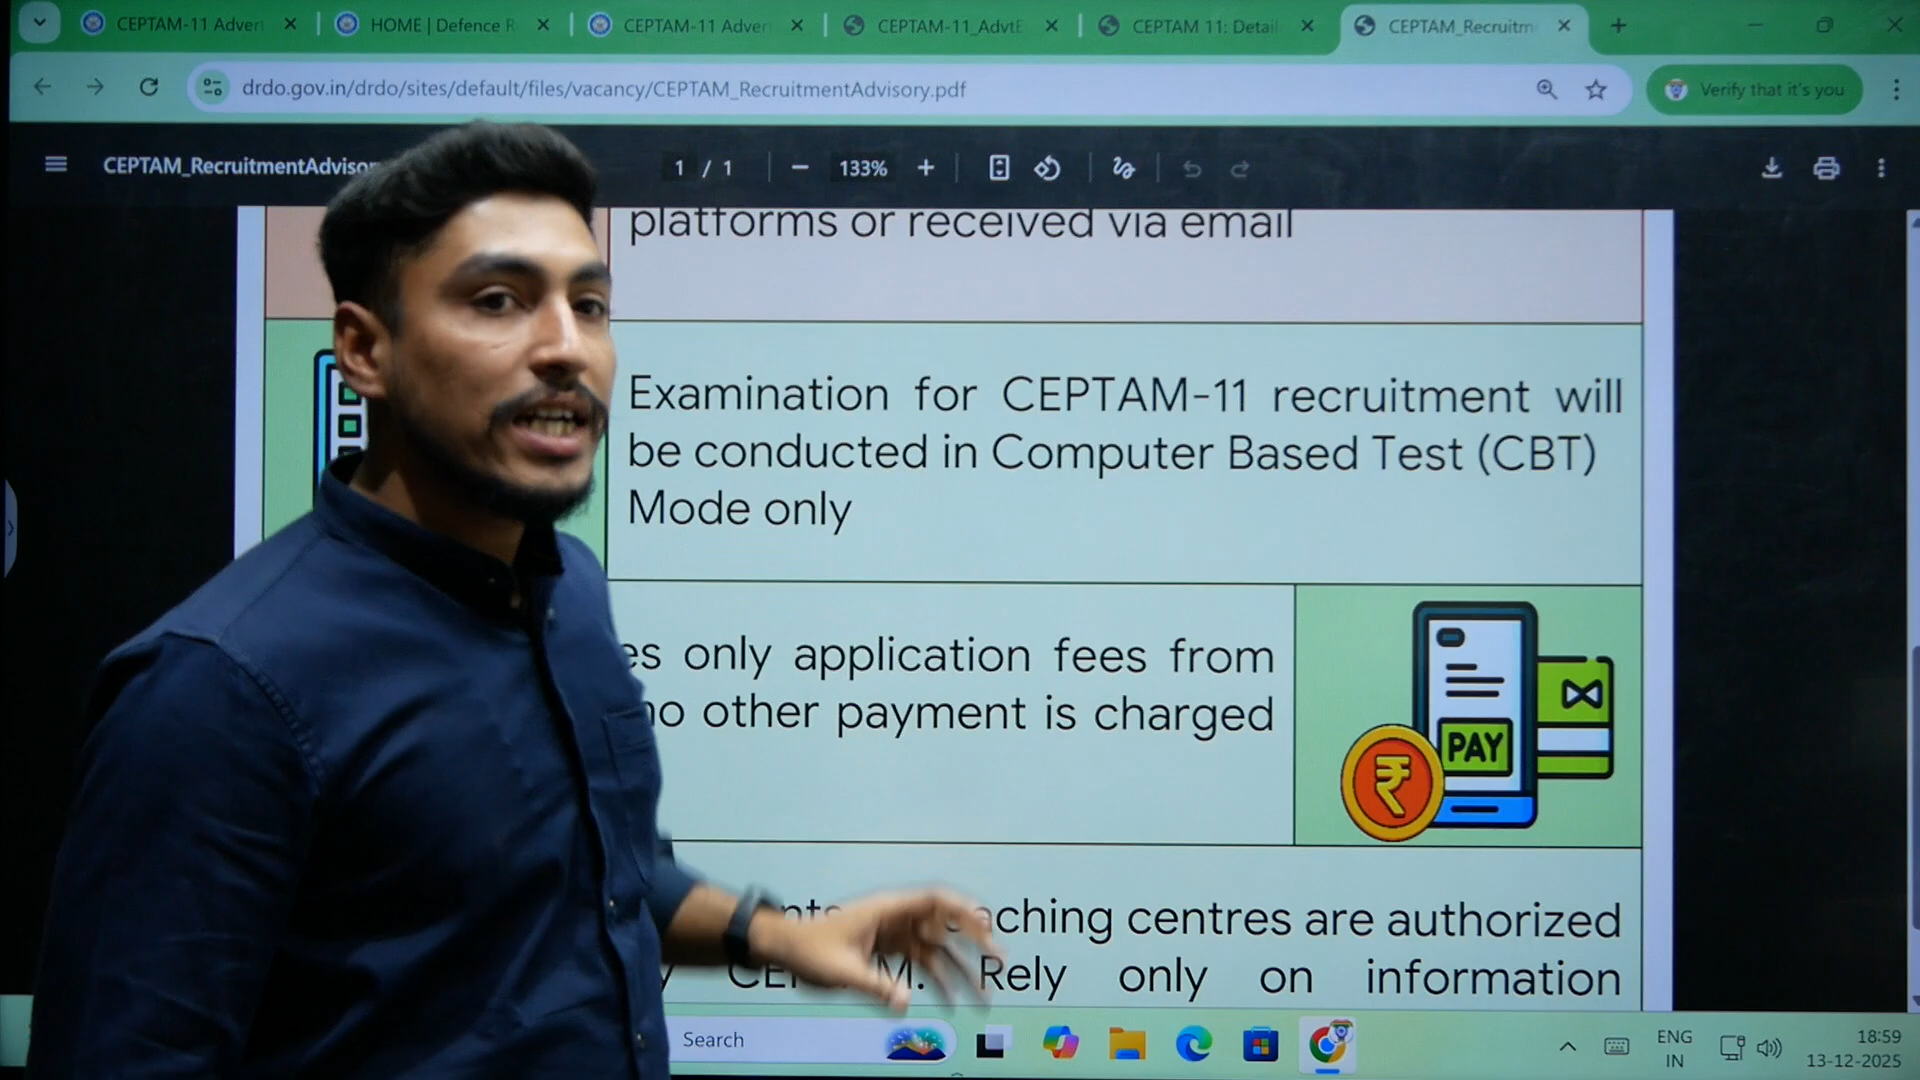 CEPTAM-11 Advert
HOME | Defence R
CEPTAM-11 Adver
CEPTAM-11_AdvtE
CEPTAM 11: Detail
CEPTAM_Recruitm
drdo.gov.in/drdo/sites/default/files/vacancy/CEPTAM_RecruitmentAdvisory.pdf
Verify that it's you
CEPTAM_RecruitmentAdvisor
1 / 1
133%
platforms or received via email
Examination for CEPTAM-11 recruitment will
be conducted in Computer Based Test (CBT)
Mode only
es only application fees from
no other payment is charged
PAY
₹
aching centres are authorized
Rely only on information
Search
ENG
IN
18:59
13-12-2025